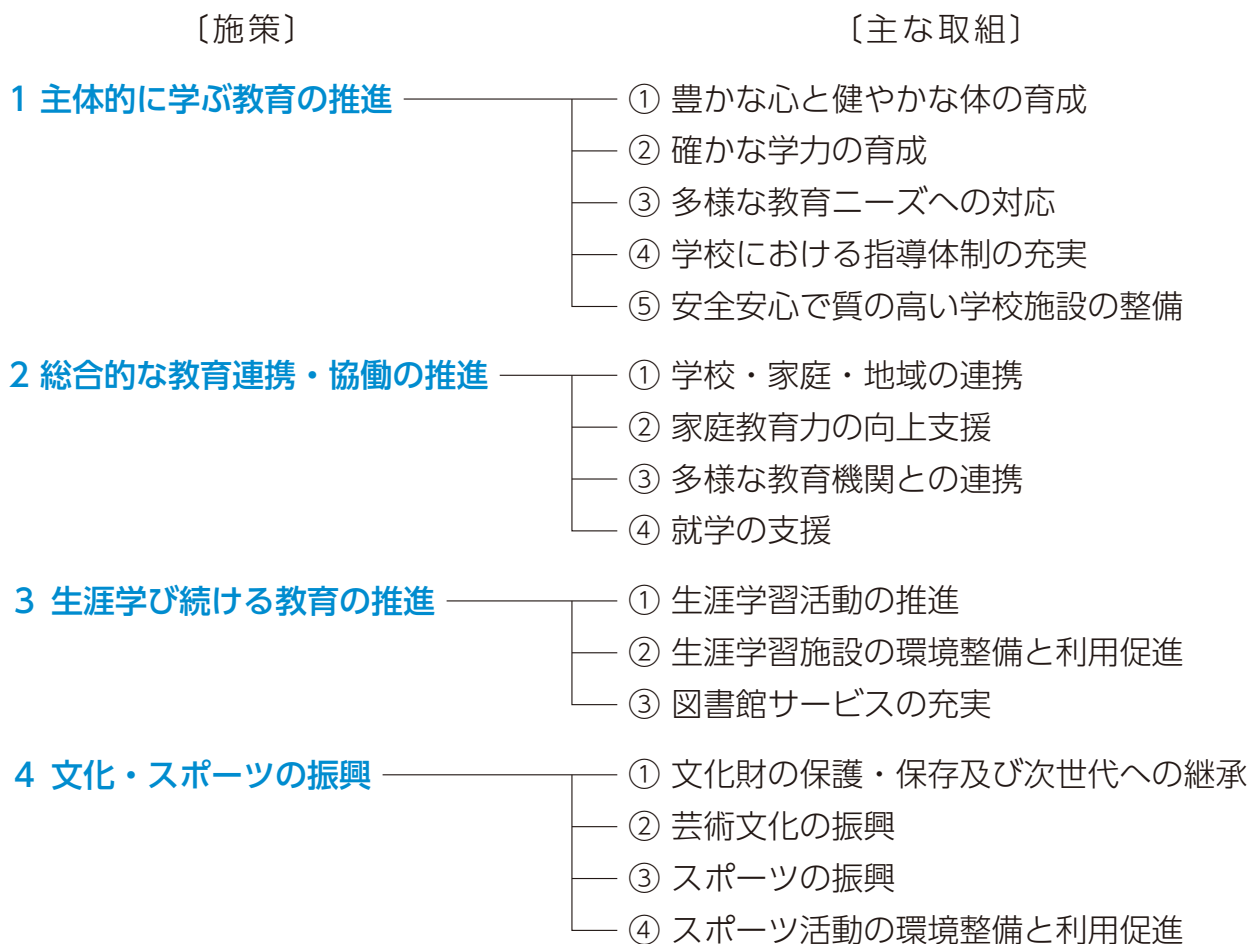 〔施策〕 〔主な取組〕
1 主体的に学ぶ教育の推進 ① 豊かな心と健やかな体の育成
② 確かな学力の育成
③ 多様な教育ニーズへの対応
④ 学校における指導体制の充実
⑤ 安全安心で質の高い学校施設の整備
2 総合的な教育連携・協働の推進 ① 学校・家庭・地域の連携
② 家庭教育力の向上支援
③ 多様な教育機関との連携
④ 就学の支援
3 生涯学び続ける教育の推進 ① 生涯学習活動の推進
② 生涯学習施設の環境整備と利用促進
③ 図書館サービスの充実
4 文化・スポーツの振興 ① 文化財の保護・保存及び次世代への継承
② 芸術文化の振興
③ スポーツの振興
④ スポーツ活動の環境整備と利用促進